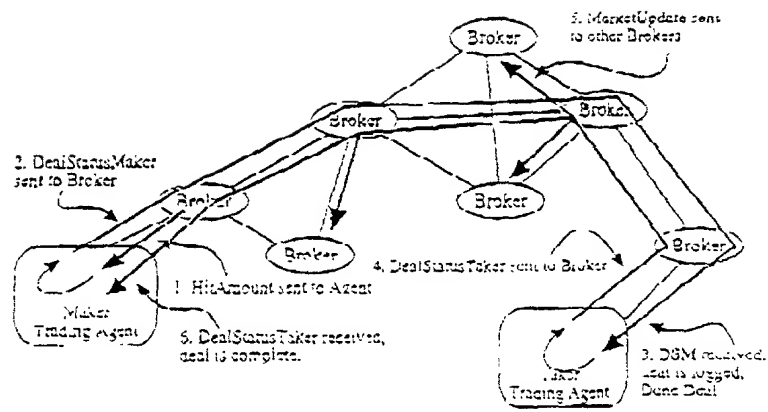 5. MarketUpdate sent
to other Brokers
Broker
Broker
Broker
2. DealStatusMaker
sent to Broker
Broker
Broker
Broker
4. DealStatusTaker sent to Broker
Broker
1. HitAmount sent to Agent
Maker
Trading Agent
6. DealStatusTaker received,
deal is complete.
3. DSM received,
deal is logged,
Done Deal
Taker
Trading Agent